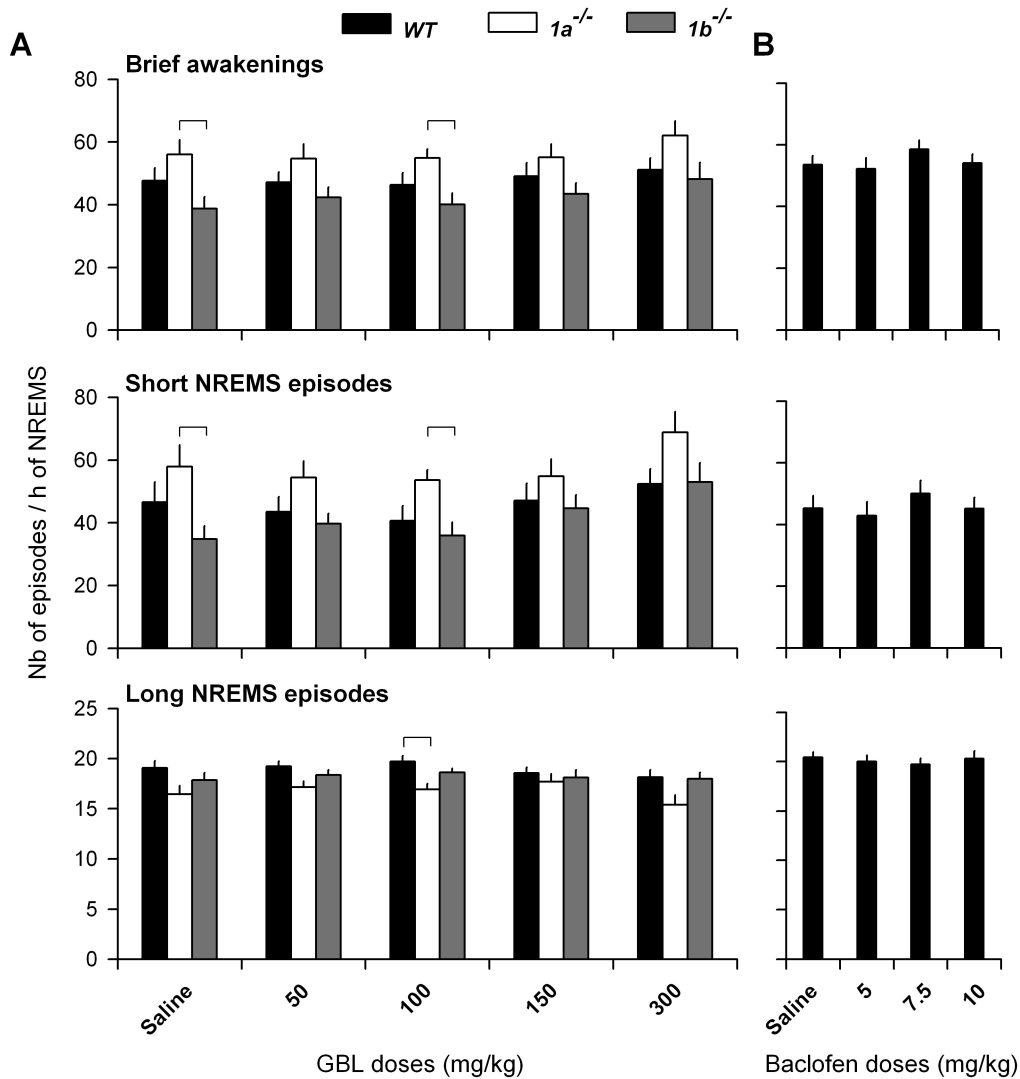 WT 1a-/- 1b-/-
A B
Brief awakenings
80
60
40
20
0
Short NREMS episodes
80
60
40
20
0
Nb of episodes / h of NREMS
Long NREMS episodes
25
20
15
10
5
0
Saline 50 100 150 300
Saline 5 7.5 10
GBL doses (mg/kg)
Baclofen doses (mg/kg)